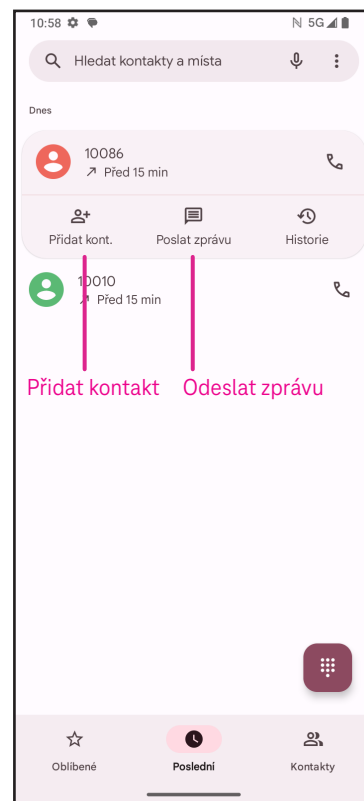 10:58 5G
Hledat kontakty a místa
Dnes
10086
Před 15 min
Přidat kont. Poslat zprávu Historie
10010
Před 15 min
Přidat kontakt Odeslat zprávu
Oblíbené Poslední Kontakty